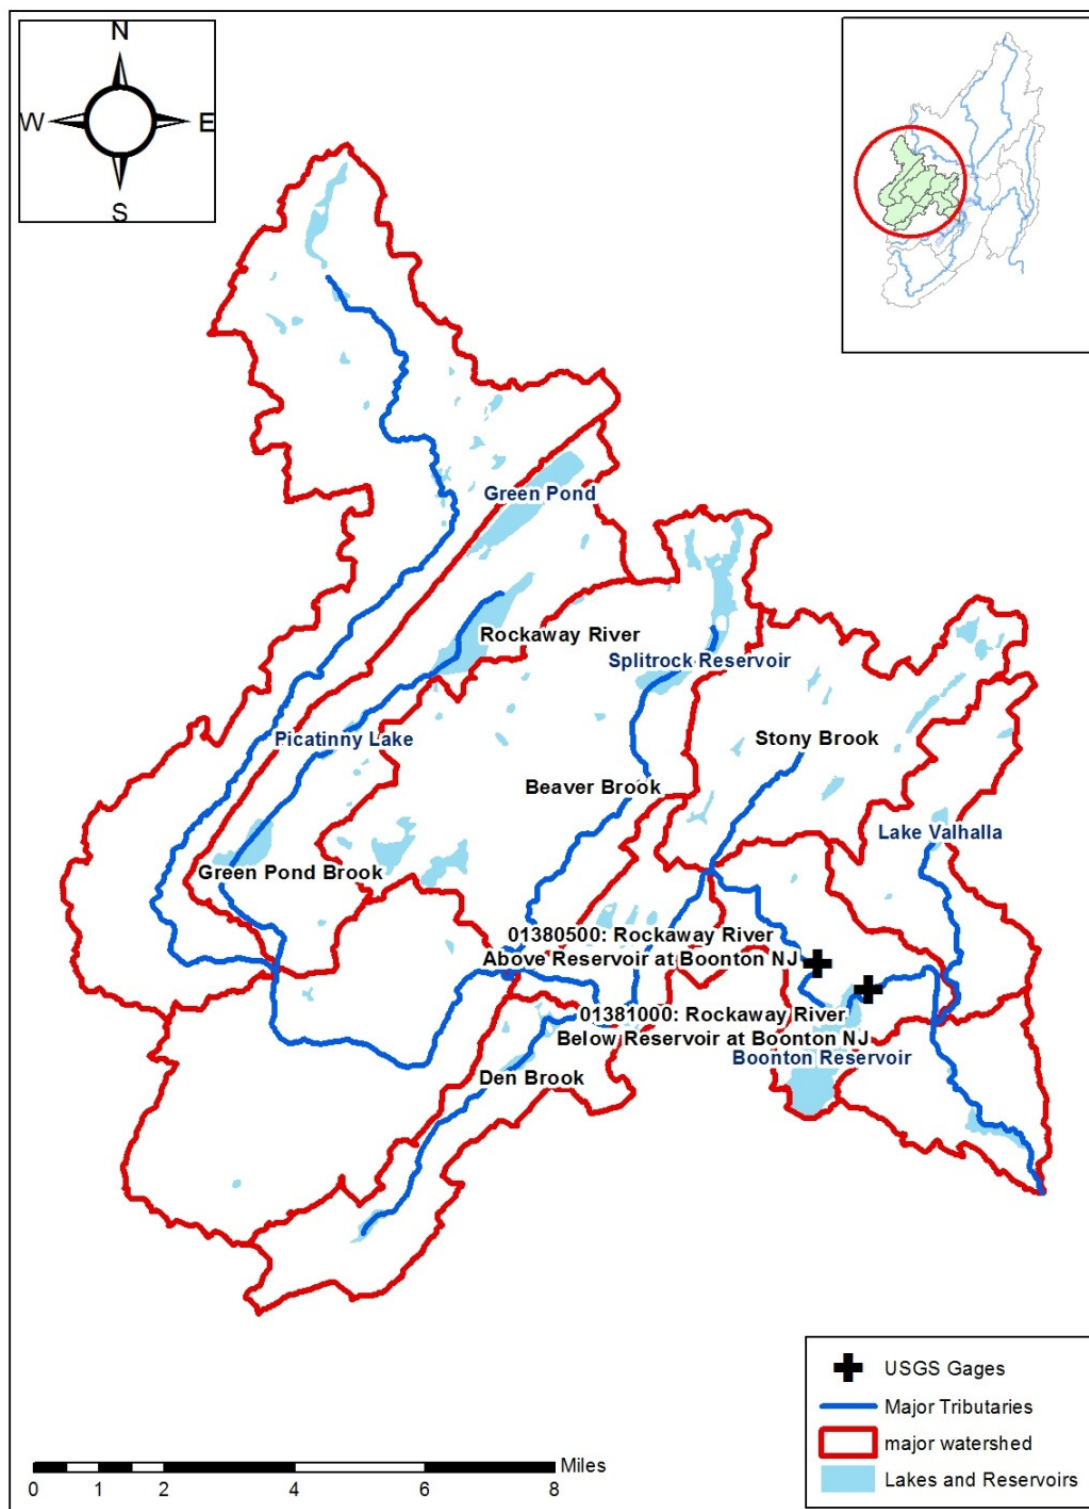 N
W
E
S
Green Pond
Rockaway River
Splitrock Reservoir
Picatinny Lake
Stony Brook
Beaver Brook
Lake Valhalla
Green Pond Brook
01380500: Rockaway River
Above Reservoir at Boonton NJ
01381000: Rockaway River
Below Reservoir at Boonton NJ
Boonton Reservoir
Den Brook
USGS Gages
Major Tributaries
major watershed
Lakes and Reservoirs
Miles
0 1 2 4 6 8